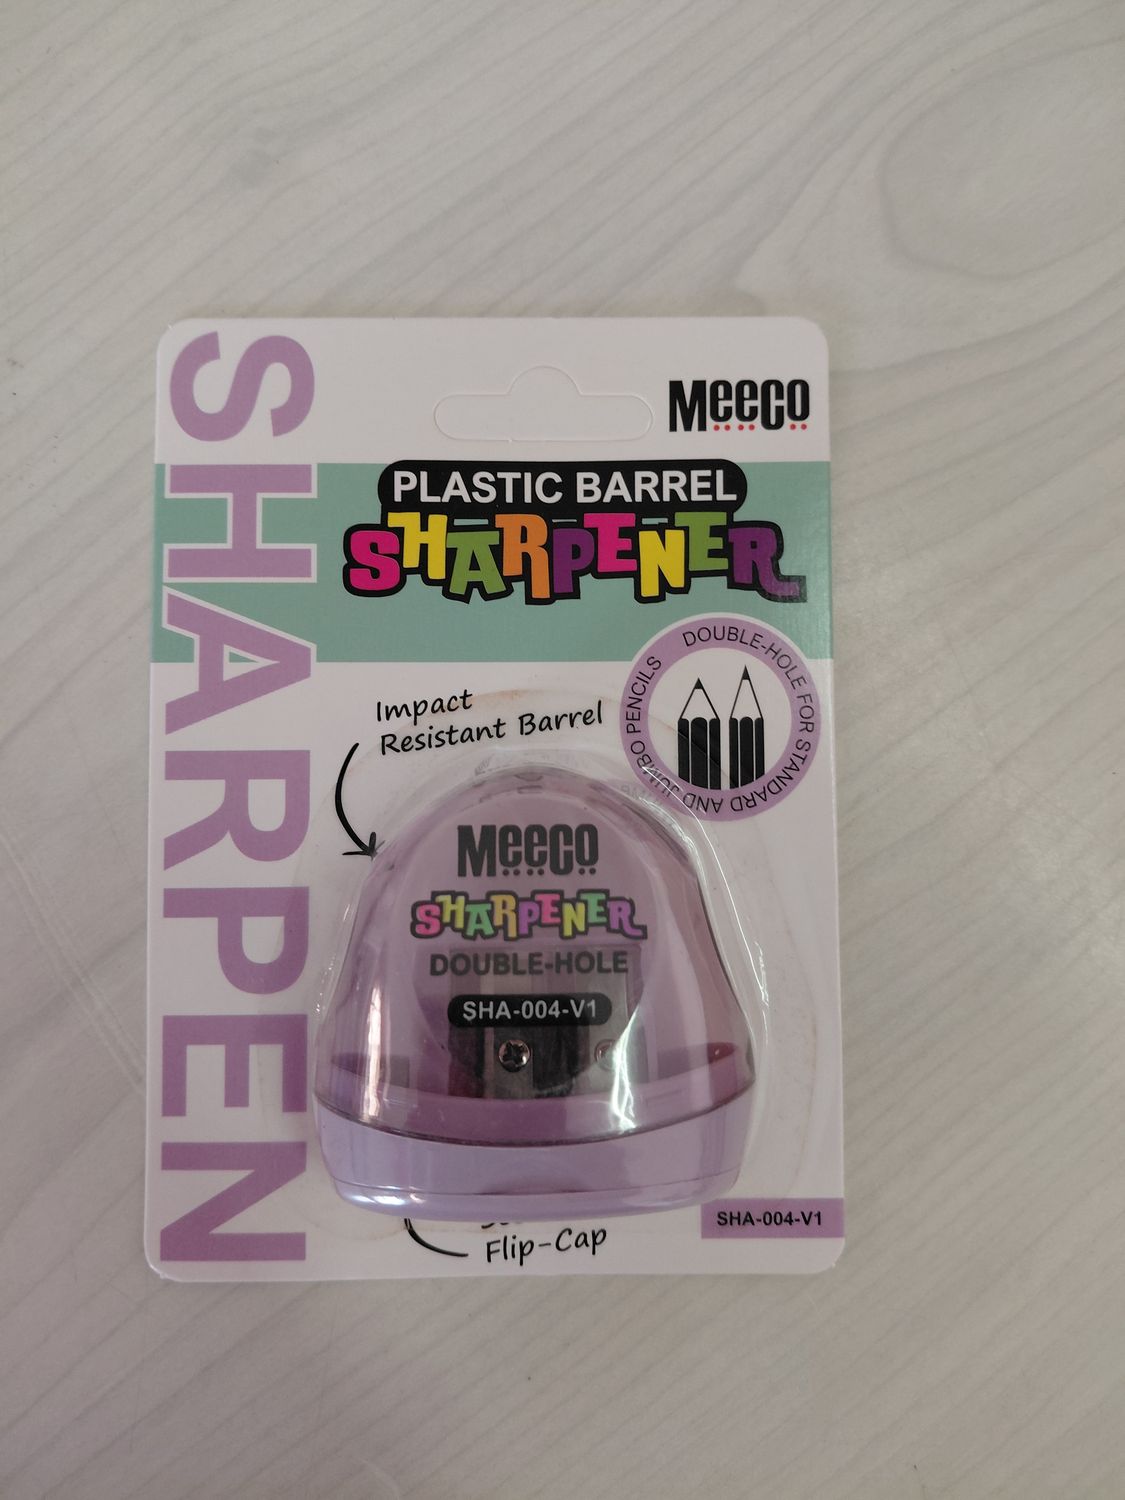 SHARPEN
Meeco
PLASTIC BARREL
SHARPENER
DOUBLE-HOLE FOR STANDARD AND JUMBO PENCILS
Impact
Resistant Barrel
Meeco
SHARPENER
DOUBLE-HOLE
SHA-004-V1
Flip-Cap
SHA-004-V1